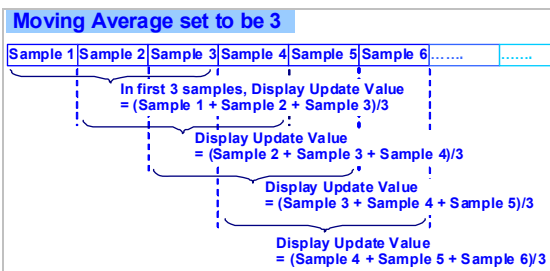 Moving Average set to be 3
Sample 1 Sample 2 Sample 3 Sample 4 Sample 5 Sample 6 ....... .......
In first 3 samples, Display Update Value
= (Sample 1 + Sample 2 + Sample 3)/3
Display Update Value
= (Sample 2 + Sample 3 + Sample 4)/3
Display Update Value
= (Sample 3 + Sample 4 + Sample 5)/3
Display Update Value
= (Sample 4 + Sample 5 + Sample 6)/3